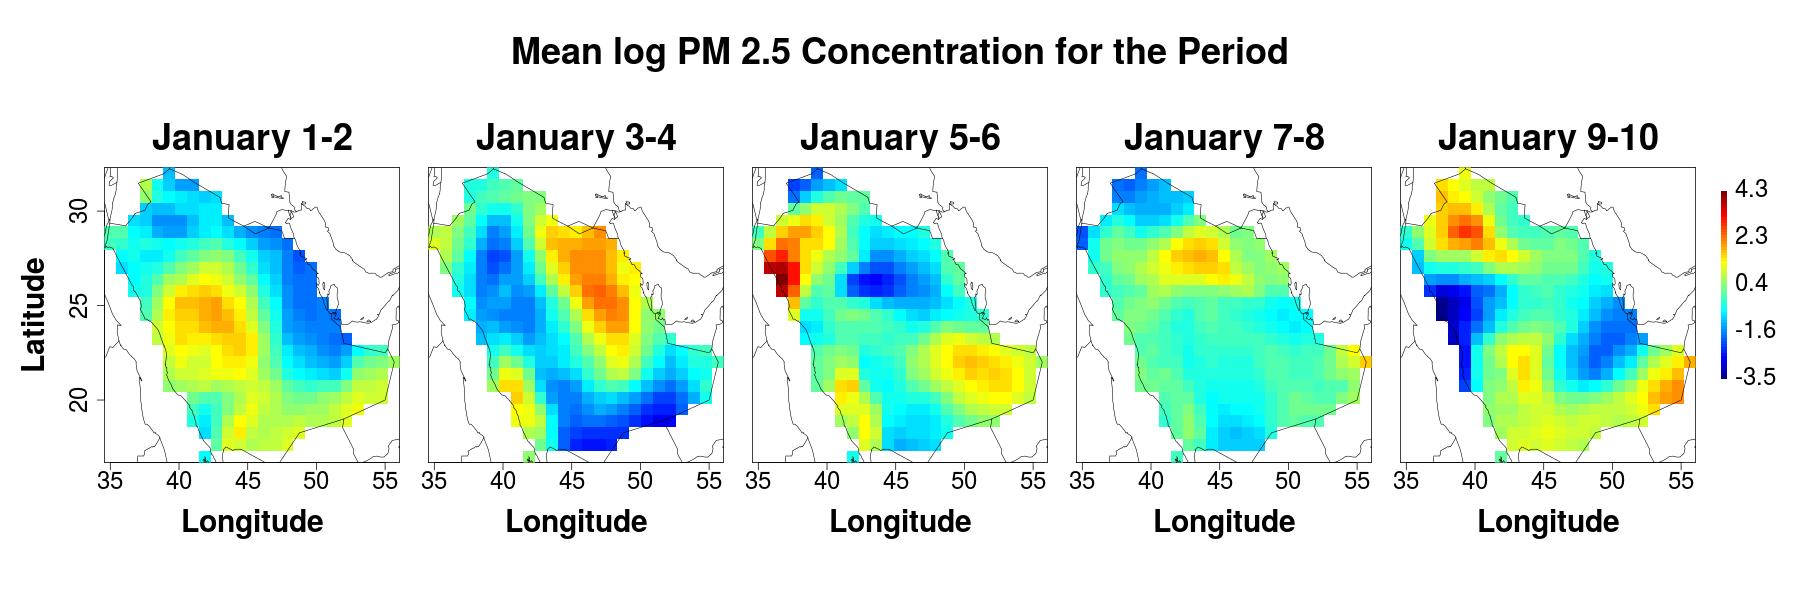 Mean log PM 2.5 Concentration for the Period
January 1-2
January 3-4
January 5-6
January 7-8
January 9-10
Latitude
30
25
20
35 40 45 50 55
35 40 45 50 55
35 40 45 50 55
35 40 45 50 55
35 40 45 50 55
Longitude
Longitude
Longitude
Longitude
Longitude
4.3
2.3
0.4
-1.6
-3.5